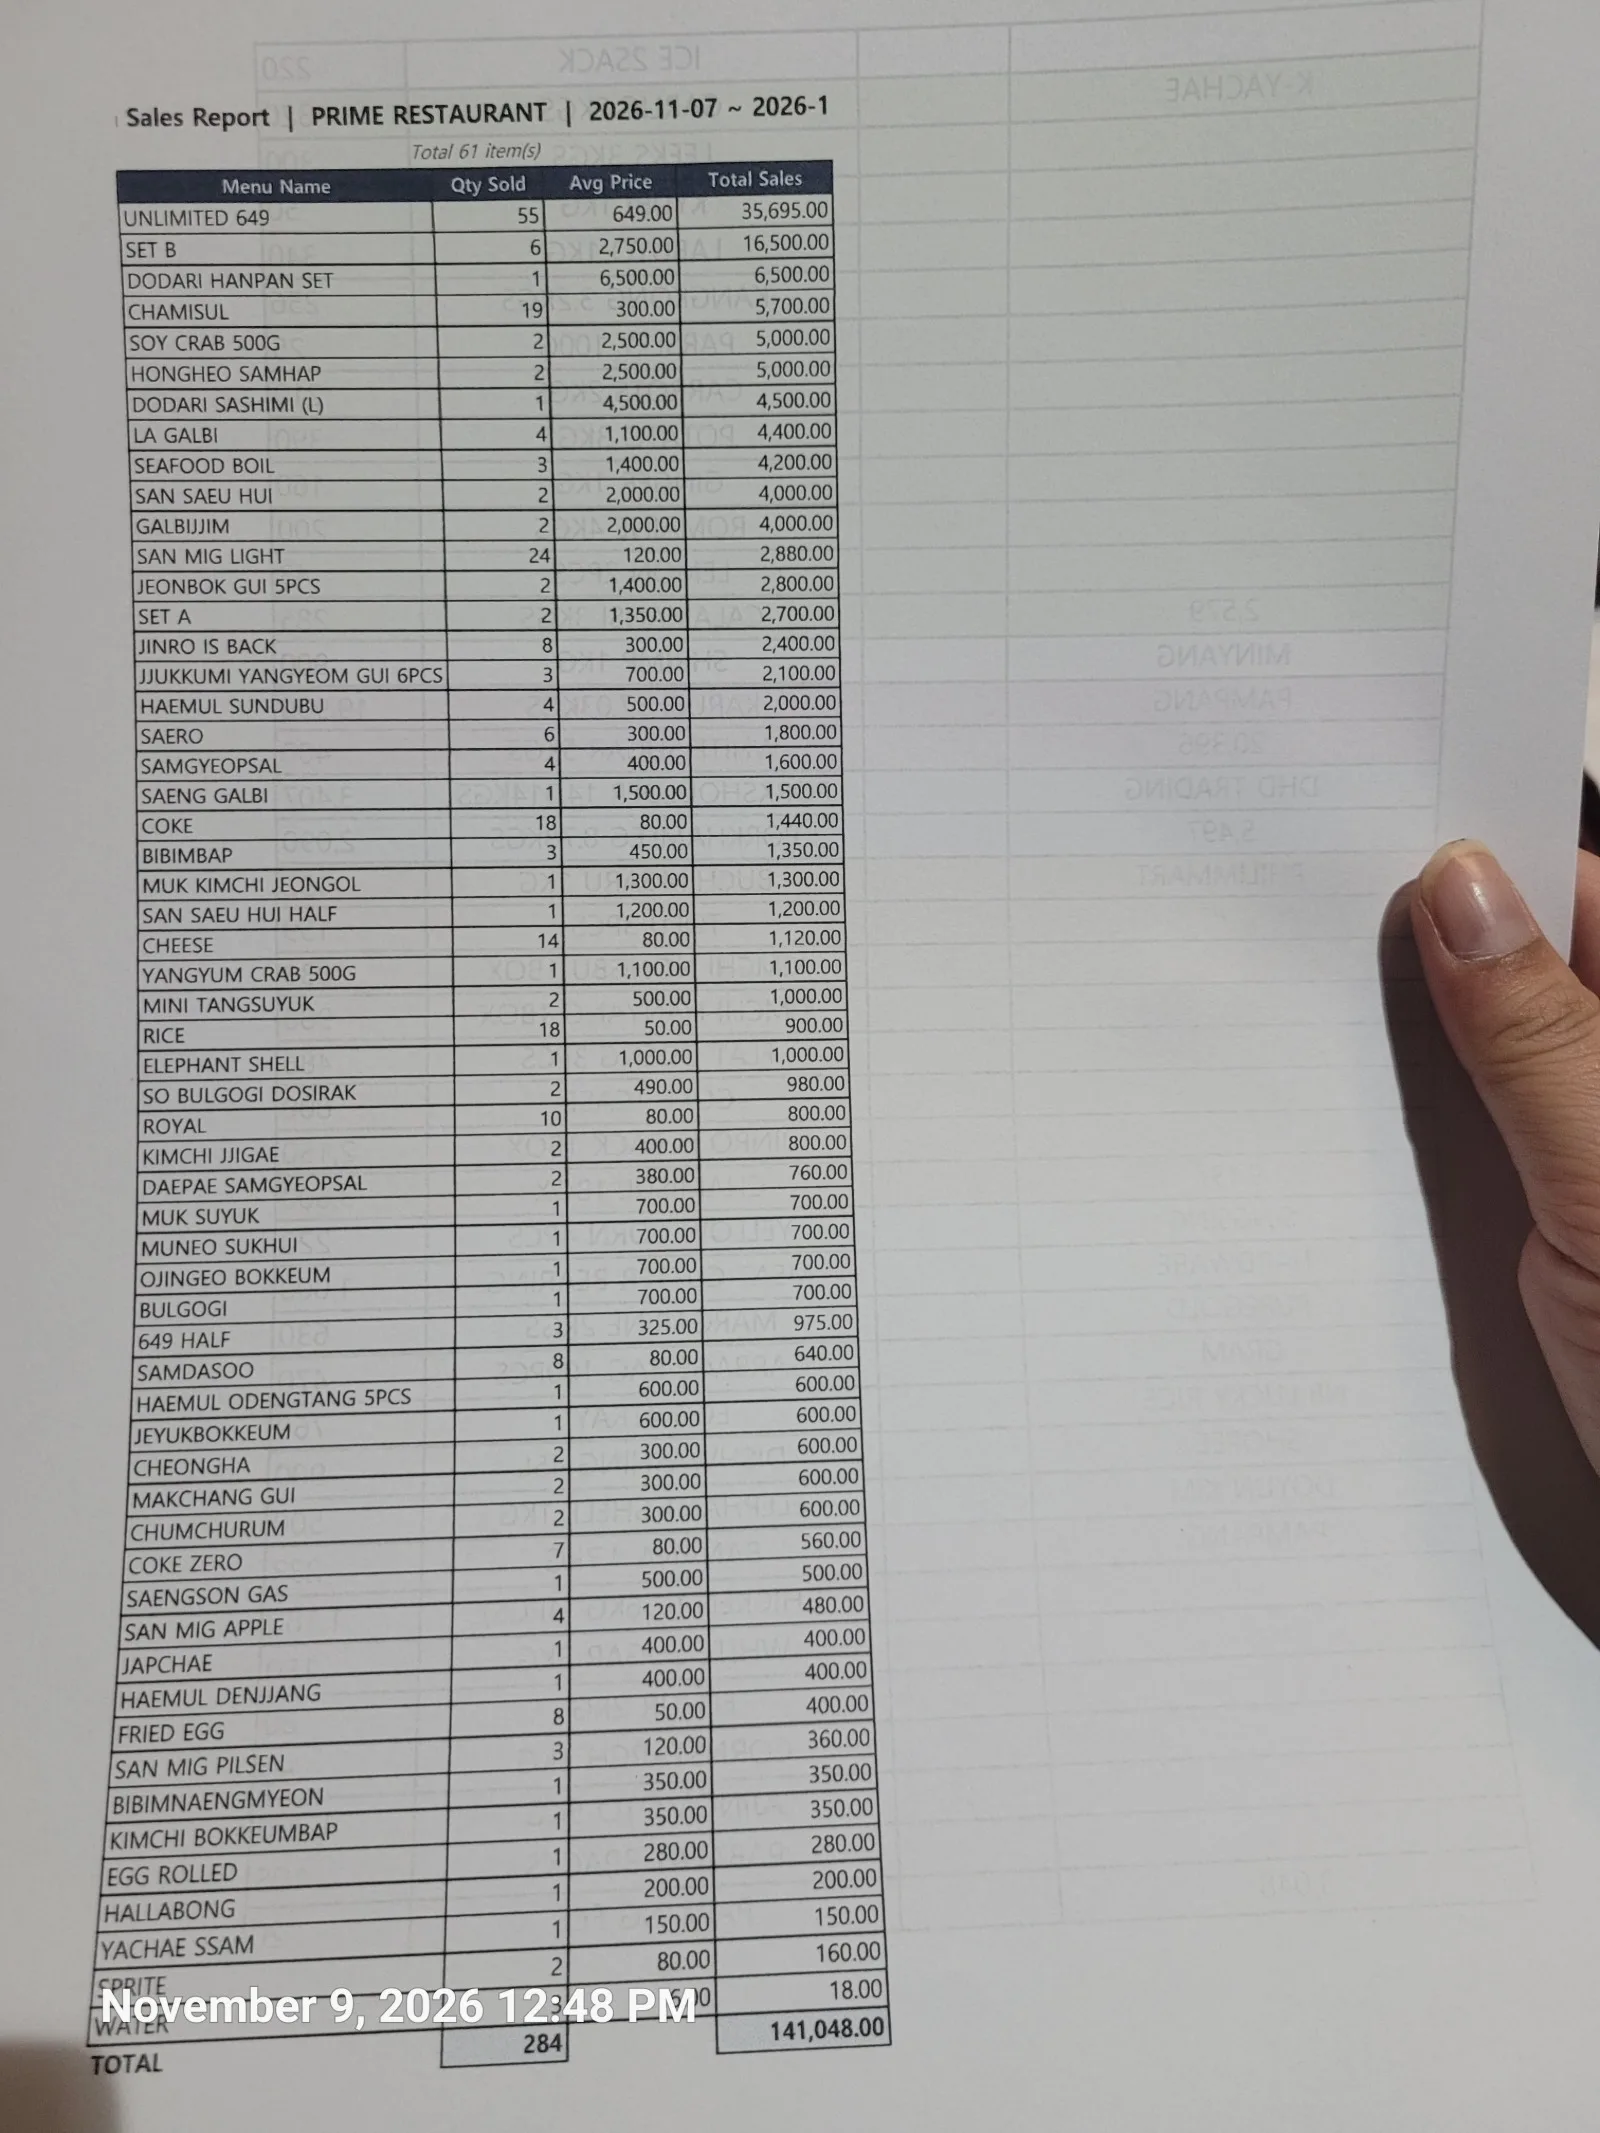 Sales Report | PRIME RESTAURANT | 2026-11-07 ~ 2026-1
Total 61 item(s)
Menu Name Qty Sold Avg Price Total Sales
UNLIMITED 649 55 649.00 35,695.00
SET B 6 2,750.00 16,500.00
DODARI HANPAN SET 1 6,500.00 6,500.00
CHAMISUL 19 300.00 5,700.00
SOY CRAB 500G 2 2,500.00 5,000.00
HONGHEO SAMHAP 2 2,500.00 5,000.00
DODARI SASHIMI (L) 1 4,500.00 4,500.00
LA GALBI 4 1,100.00 4,400.00
SEAFOOD BOIL 3 1,400.00 4,200.00
SAN SAEU HUI 2 2,000.00 4,000.00
GALBIJJIM 2 2,000.00 4,000.00
SAN MIG LIGHT 24 120.00 2,880.00
JEONBOK GUI 5PCS 2 1,400.00 2,800.00
SET A 2 1,350.00 2,700.00
JINRO IS BACK 8 300.00 2,400.00
JJUKKUMI YANGYEOM GUI 6PCS 3 700.00 2,100.00
HAEMUL SUNDUBU 4 500.00 2,000.00
SAERO 6 300.00 1,800.00
SAMGYEOPSAL 4 400.00 1,600.00
SAENG GALBI 1 1,500.00 1,500.00
COKE 18 80.00 1,440.00
BIBIMBAP 3 450.00 1,350.00
MUK KIMCHI JEONGOL 1 1,300.00 1,300.00
SAN SAEU HUI HALF 1 1,200.00 1,200.00
CHEESE 14 80.00 1,120.00
YANGYUM CRAB 500G 1 1,100.00 1,100.00
MINI TANGSUYUK 2 500.00 1,000.00
RICE 18 50.00 900.00
ELEPHANT SHELL 1 1,000.00 1,000.00
SO BULGOGI DOSIRAK 2 490.00 980.00
ROYAL 10 80.00 800.00
KIMCHI JJIGAE 2 400.00 800.00
DAEPAE SAMGYEOPSAL 2 380.00 760.00
MUK SUYUK 1 700.00 700.00
MUNEO SUKHUI 1 700.00 700.00
OJINGEO BOKKEUM 1 700.00 700.00
BULGOGI 1 700.00 700.00
649 HALF 3 325.00 975.00
SAMDASOO 8 80.00 640.00
HAEMUL ODENGTANG 5PCS 1 600.00 600.00
JEYUKBOKKEUM 1 600.00 600.00
CHEONGHA 2 300.00 600.00
MAKCHANG GUI 2 300.00 600.00
CHUMCHURUM 2 300.00 600.00
COKE ZERO 7 80.00 560.00
SAENGSON GAS 1 500.00 500.00
SAN MIG APPLE 4 120.00 480.00
JAPCHAE 1 400.00 400.00
HAEMUL DENJJANG 1 400.00 400.00
FRIED EGG 8 50.00 400.00
SAN MIG PILSEN 3 120.00 360.00
BIBIMNAENGMYEON 1 350.00 350.00
KIMCHI BOKKEUMBAP 1 350.00 350.00
EGG ROLLED 1 280.00 280.00
HALLABONG 1 200.00 200.00
YACHAE SSAM 1 150.00 150.00
SPRITE 2 80.00 160.00
WATER 3 6.00 18.00
TOTAL 284 141,048.00
November 9, 2026 12:48 PM